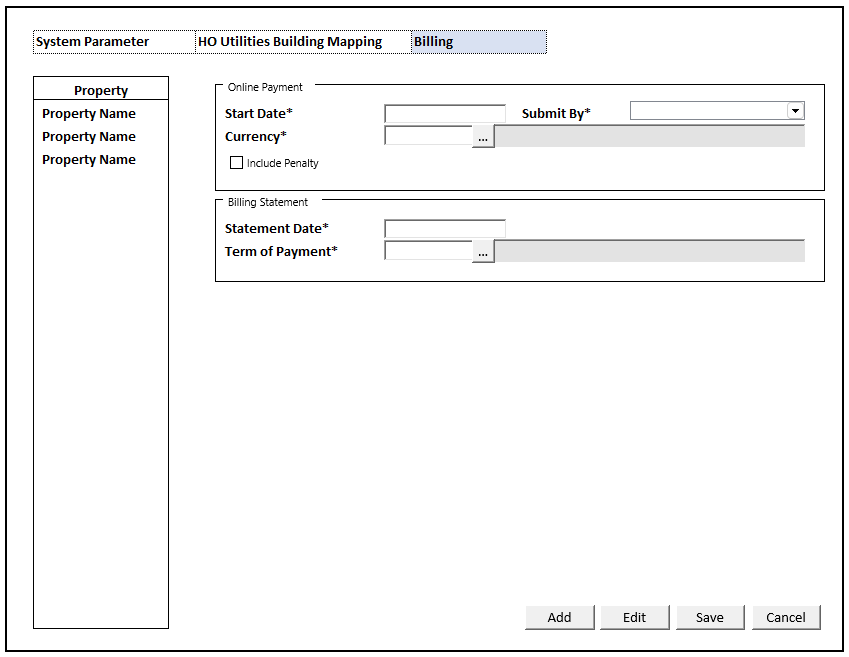 System Parameter HO Utilities Building Mapping Billing
Property
Property Name
Property Name
Property Name
Online Payment
Start Date* Submit By*
Currency* ...
Include Penalty
Billing Statement
Statement Date*
Term of Payment* ...
Add Edit Save Cancel